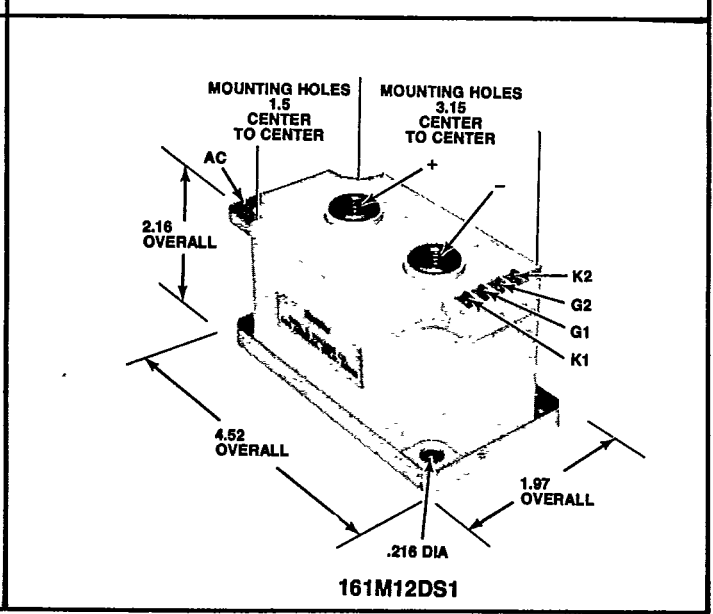 MOUNTING HOLES
1.5
CENTER
TO CENTER
MOUNTING HOLES
3.15
CENTER
TO CENTER
AC
+
−
2.16
OVERALL
K2
G2
G1
K1
4.52
OVERALL
1.97
OVERALL
.216 DIA
161M12DS1